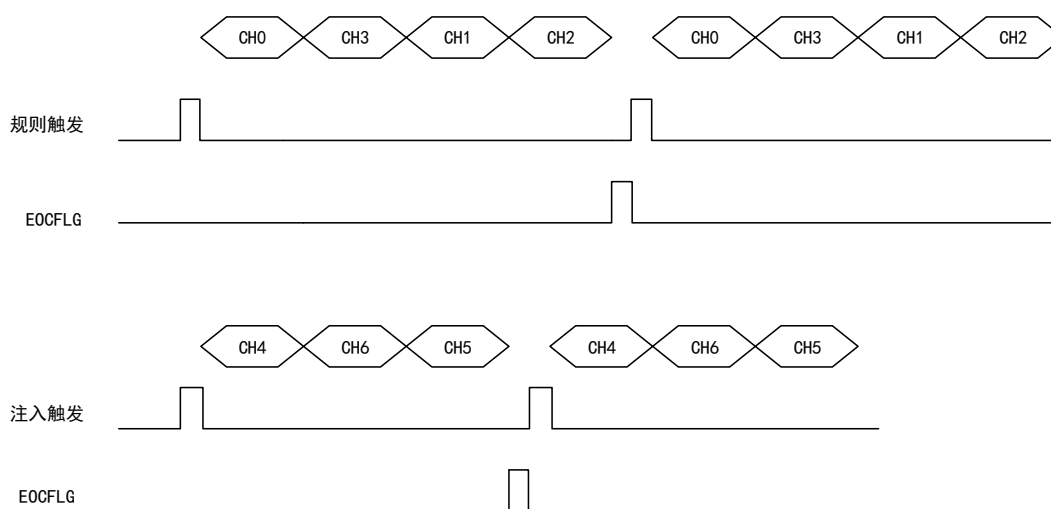 CH0 CH3 CH1 CH2 CH0 CH3 CH1 CH2
规则触发
EOCFLG
CH4 CH6 CH5 CH4 CH6 CH5
注入触发
EOCFLG